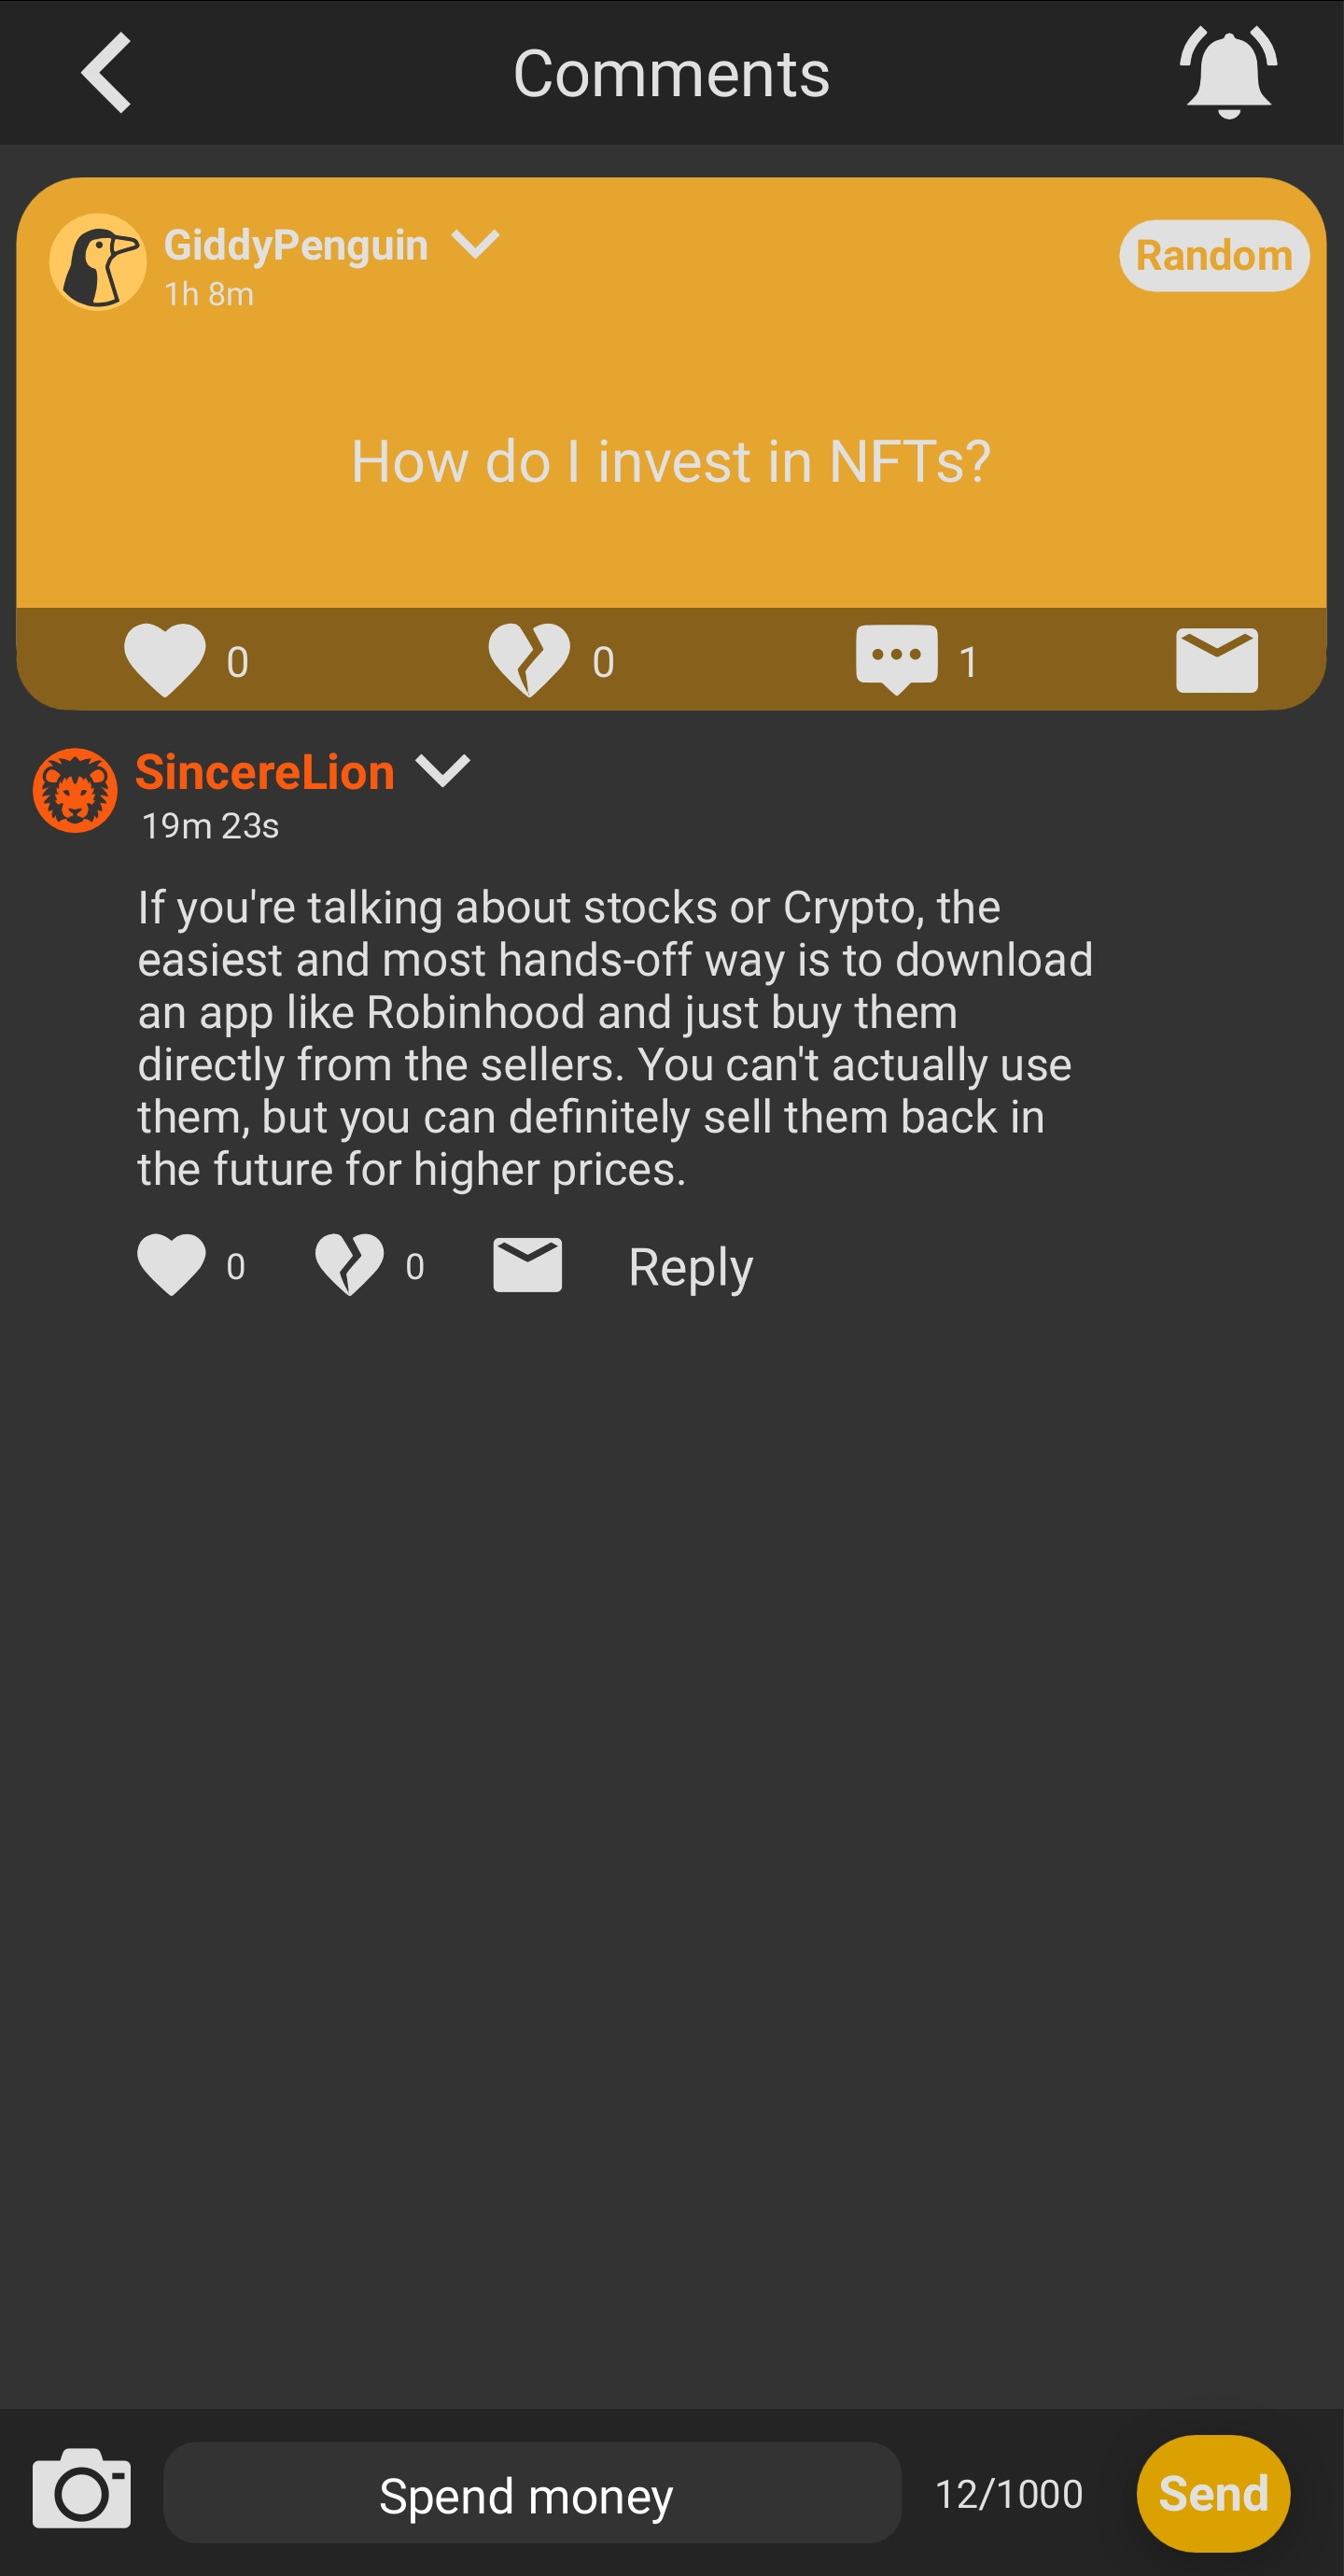 Comments
GiddyPenguin
1h 8m
Random
How do I invest in NFTs?
0
0
1
SincereLion
19m 23s
If you're talking about stocks or Crypto, the
easiest and most hands-off way is to download
an app like Robinhood and just buy them
directly from the sellers. You can't actually use
them, but you can definitely sell them back in
the future for higher prices.
0
0
Reply
Spend money
12/1000
Send